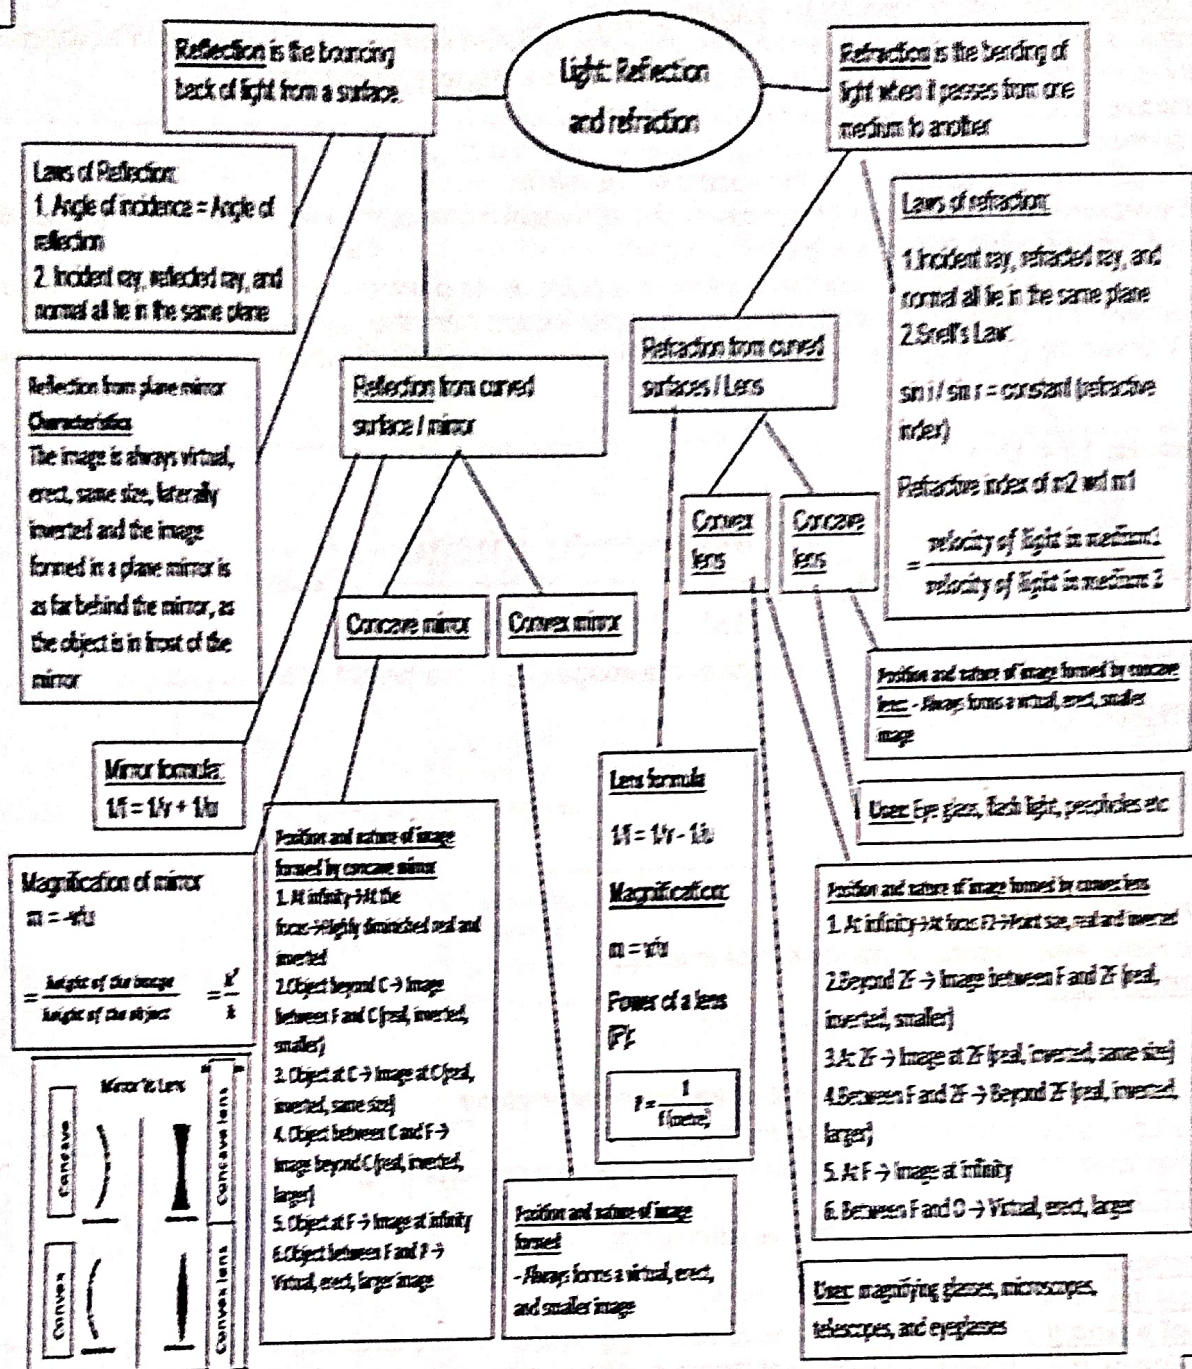 Light: Reflection
and refraction
Reflection is the bouncing
back of light from a surface.
Refraction is the bending of
light when it passes from one
medium to another
Laws of Reflection:
1. Angle of incidence = Angle of
reflection
2. Incident ray, reflected ray, and
normal all lie in the same plane
Laws of refraction:
1.Incident ray, refracted ray, and
normal all lie in the same plane
2.Snell's Law:
sin i / sin r = constant (refractive
index)
Refractive index of m2 wrt m1
= velocity of light in medium1
velocity of light in medium 2
Reflection from plane mirror
Characteristics
The image is always virtual,
erect, same size, laterally
inverted and the image
formed in a plane mirror is
as far behind the mirror, as
the object is in front of the
mirror
Reflection from curved
surface / mirror
Refraction from curved
surfaces / Lens
Convex
lens
Concave
lens
Concave mirror
Convex mirror
Position and nature of image formed by concave
lens: - Always forms a virtual, erect, smaller
image
Uses: Eye glass, flash light, peepholes etc
Mirror formula:
1/f = 1/v + 1/u
Magnification of mirror
m = -v/u
= height of the image
height of the object
= h'
h
Position and nature of image
formed by concave mirror
1. At infinity→At the
focus→Highly diminished real and
inverted
2.Object beyond C → Image
between F and C (real, inverted,
smaller)
3. Object at C → Image at C (real,
inverted, same size)
4. Object between C and F →
Image beyond C (real, inverted,
larger)
5. Object at F → Image at infinity
6.Object between F and P →
Virtual, erect, larger image
Lens formula
1/f = 1/v - 1/u
Magnification:
m = v/u
Power of a lens
(P):
P = 1
f (metre)
Position and nature of image formed by convex lens
1. At infinity→At focus F2→Point size, real and inverted
2.Beyond 2F → Image between F and 2F (real,
inverted, smaller)
3.At 2F → Image at 2F (real, inverted, same size)
4.Between F and 2F → Beyond 2F (real, inverted,
larger)
5. At F → Image at infinity
6. Between F and O → Virtual, erect, larger
Position and nature of image
formed
- Always forms a virtual, erect,
and smaller image
Uses: magnifying glasses, microscopes,
telescopes, and eyeglasses
Mirror Vs Lens
Concave
Concave lens
Convex
Convex lens